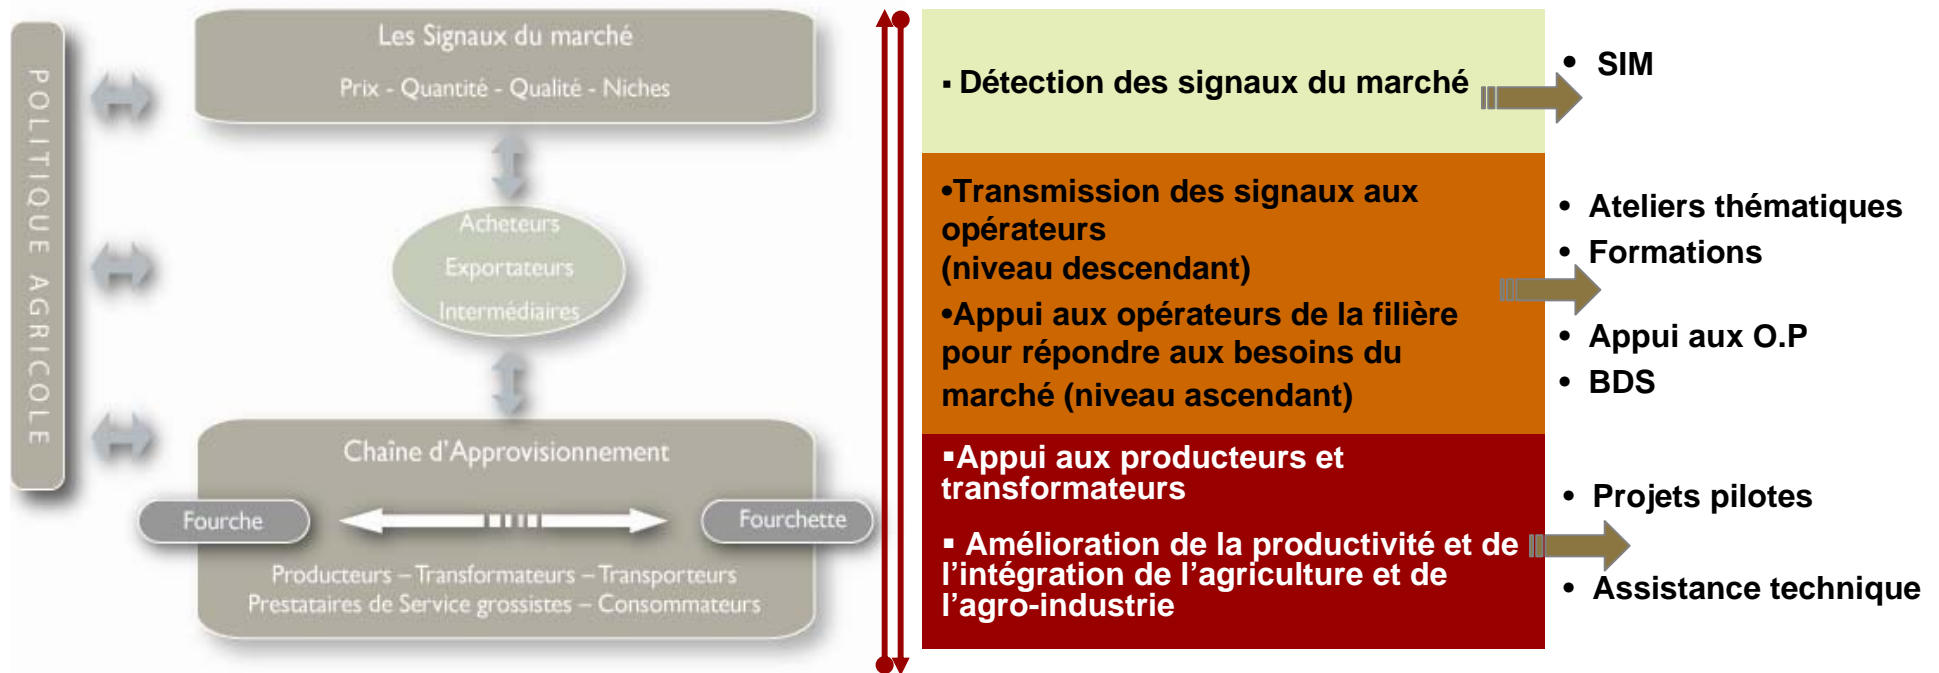 POLITIQUE AGRICOLE
Les Signaux du marché
Prix - Quantité - Qualité - Niches
Acheteurs
Exportateurs
Intermédiaires
Chaîne d'Approvisionnement
Fourche
Fourchette
Producteurs – Transformateurs – Transporteurs
Prestataires de Service grossistes – Consommateurs
▪ Détection des signaux du marché
• SIM
•Transmission des signaux aux
opérateurs
(niveau descendant)
•Appui aux opérateurs de la filière
pour répondre aux besoins du
marché (niveau ascendant)
• Ateliers thématiques
• Formations
• Appui aux O.P
• BDS
▪Appui aux producteurs et
transformateurs
▪ Amélioration de la productivité et de
l’intégration de l’agriculture et de
l’agro-industrie
• Projets pilotes
• Assistance technique